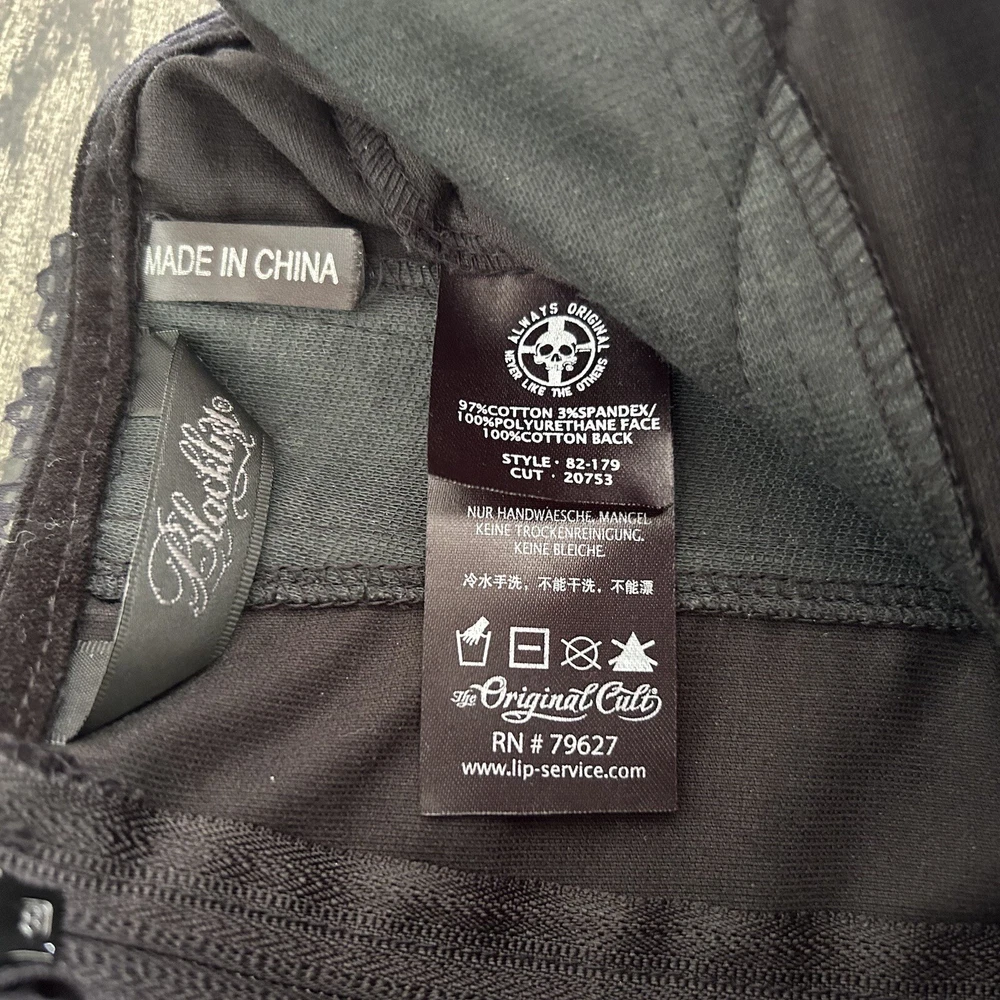 MADE IN CHINA
Blacklist®
ALWAYS ORIGINAL
NEVER LIKE THE OTHERS
97%COTTON 3%SPANDEX/
100%POLYURETHANE FACE
100%COTTON BACK
STYLE · 82-179
CUT · 20753
NUR HANDWAESCHE, MANGEL
KEINE TROCKENREINIGUNG.
KEINE BLEICHE.
冷水手洗，不能干洗，不能漂
The Original Cult®
RN # 79627
www.lip-service.com